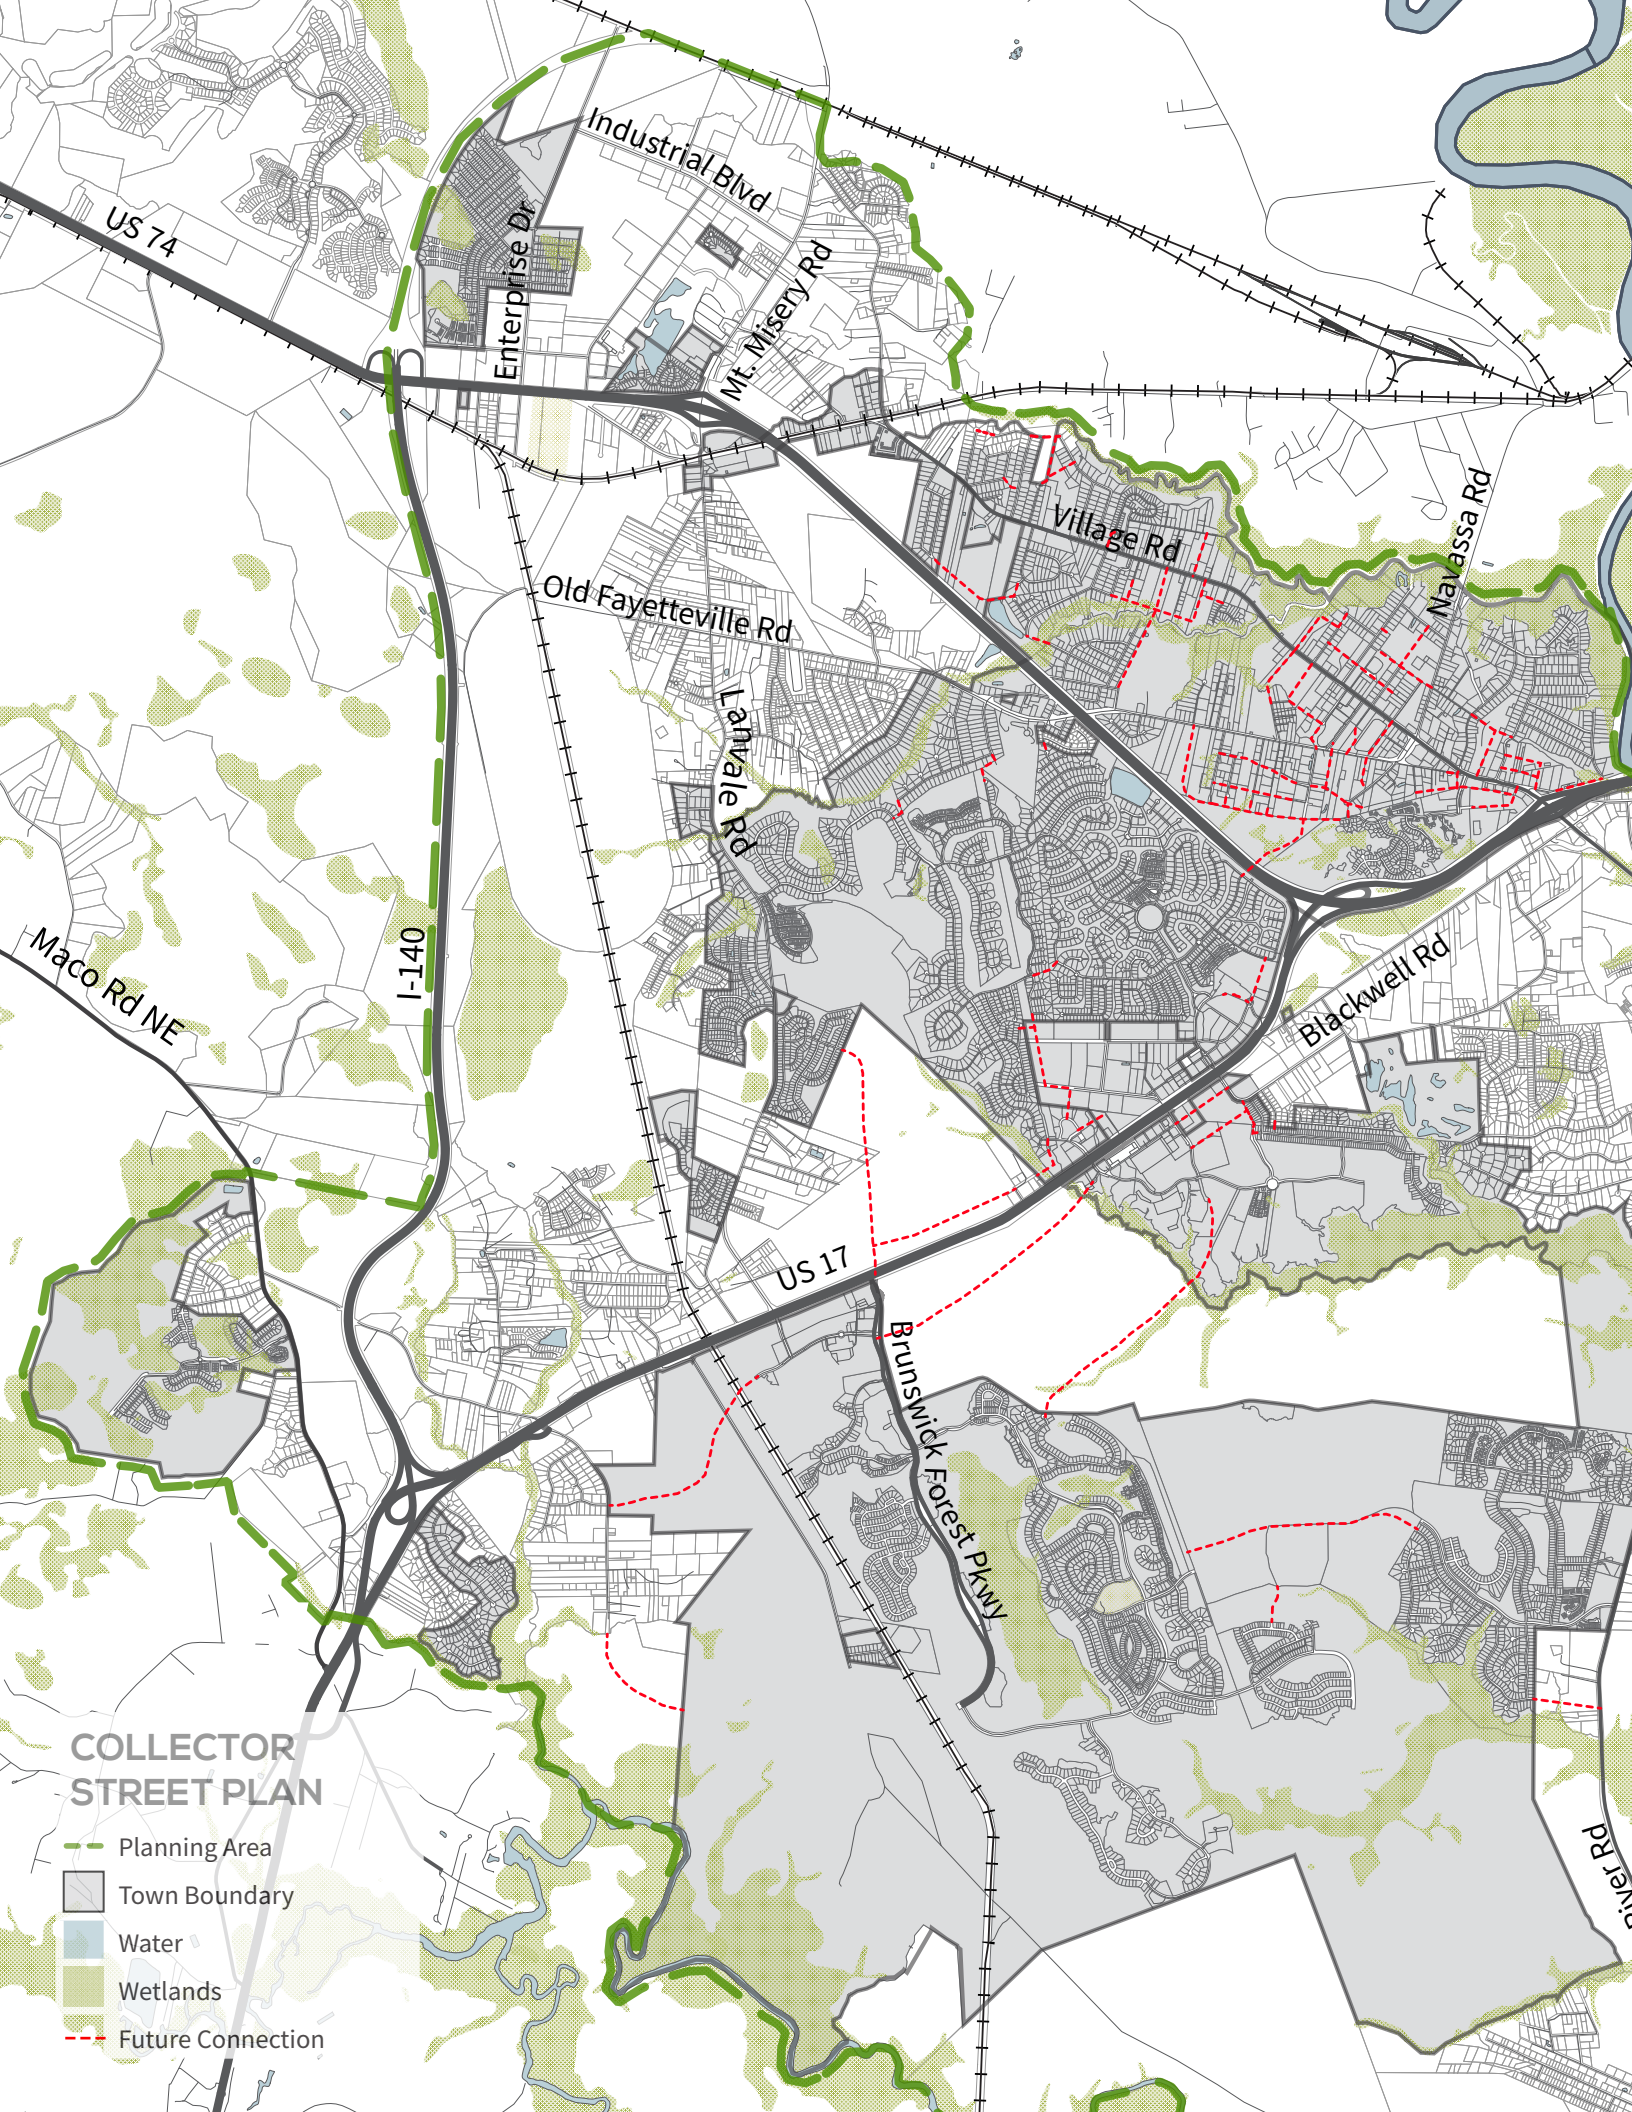 Industrial Blvd
US 74
Enterprise Dr
Mt. Misery Rd
Village Rd
Navassa Rd
Old Fayetteville Rd
Lanvale Rd
I-140
Maco Rd NE
Blackwell Rd
US 17
Brunswick Forest Pkwy
River Rd
COLLECTOR
STREET PLAN
Planning Area
Town Boundary
Water
Wetlands
Future Connection